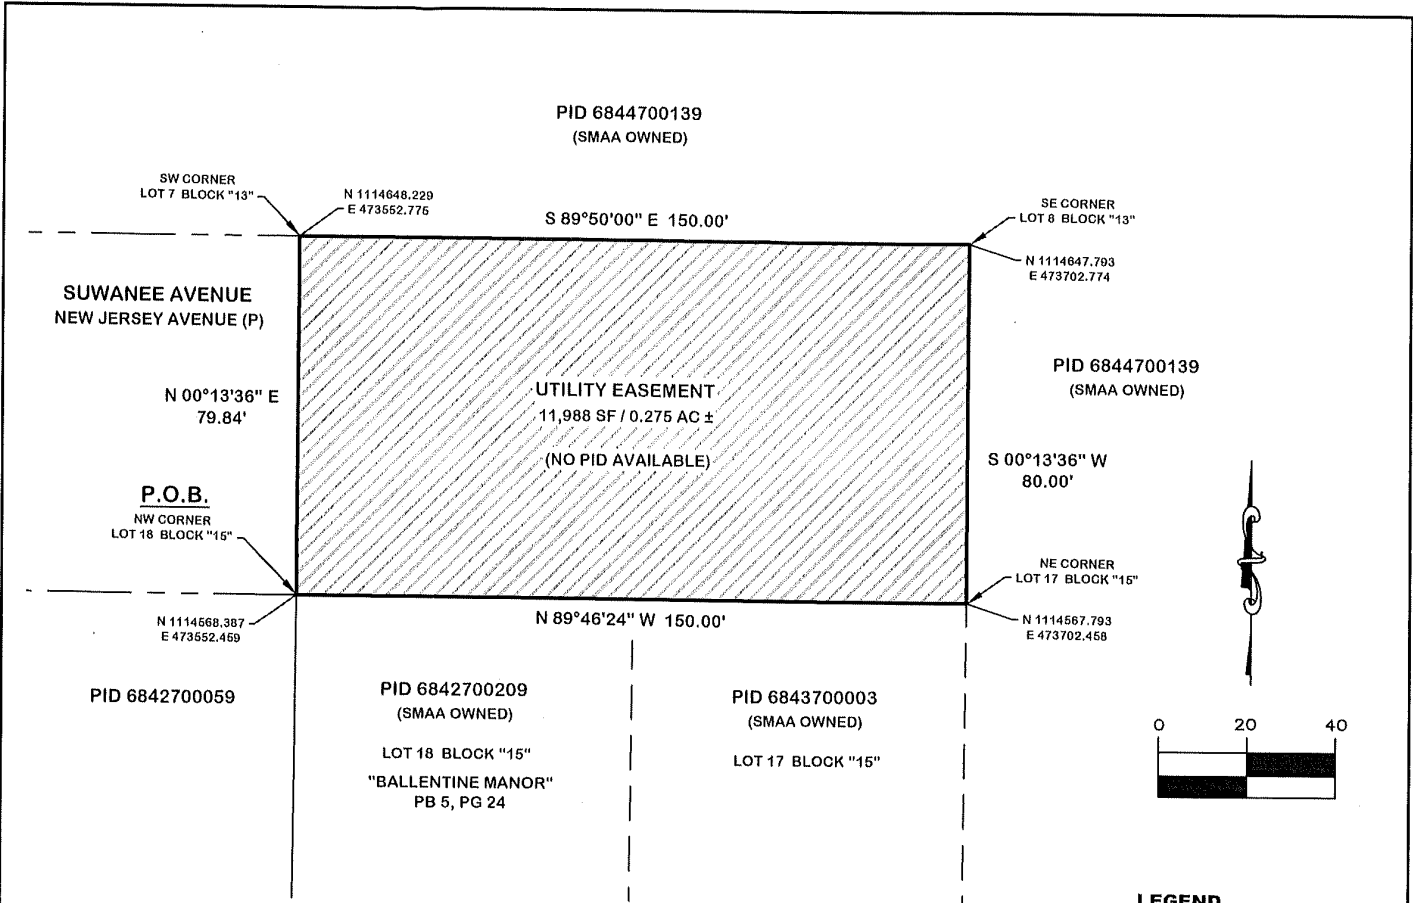 PID 6844700139
(SMAA OWNED)
SW CORNER
LOT 7 BLOCK "13"
N 1114648.229
E 473552.775
S 89°50'00" E 150.00'
SE CORNER
LOT 8 BLOCK "13"
N 1114647.793
E 473702.774
SUWANEE AVENUE
NEW JERSEY AVENUE (P)
PID 6844700139
(SMAA OWNED)
N 00°13'36" E
79.84'
UTILITY EASEMENT
11,988 SF / 0.275 AC ±
(NO PID AVAILABLE)
S 00°13'36" W
80.00'
P.O.B.
NW CORNER
LOT 18 BLOCK "15"
NE CORNER
LOT 17 BLOCK "15"
N 1114568.387
E 473552.459
N 89°46'24" W 150.00'
N 1114567.793
E 473702.458
PID 6842700059
PID 6842700209
(SMAA OWNED)
LOT 18 BLOCK "15"
"BALLENTINE MANOR"
PB 5, PG 24
PID 6843700003
(SMAA OWNED)
LOT 17 BLOCK "15"
0 20 40
LEGEND